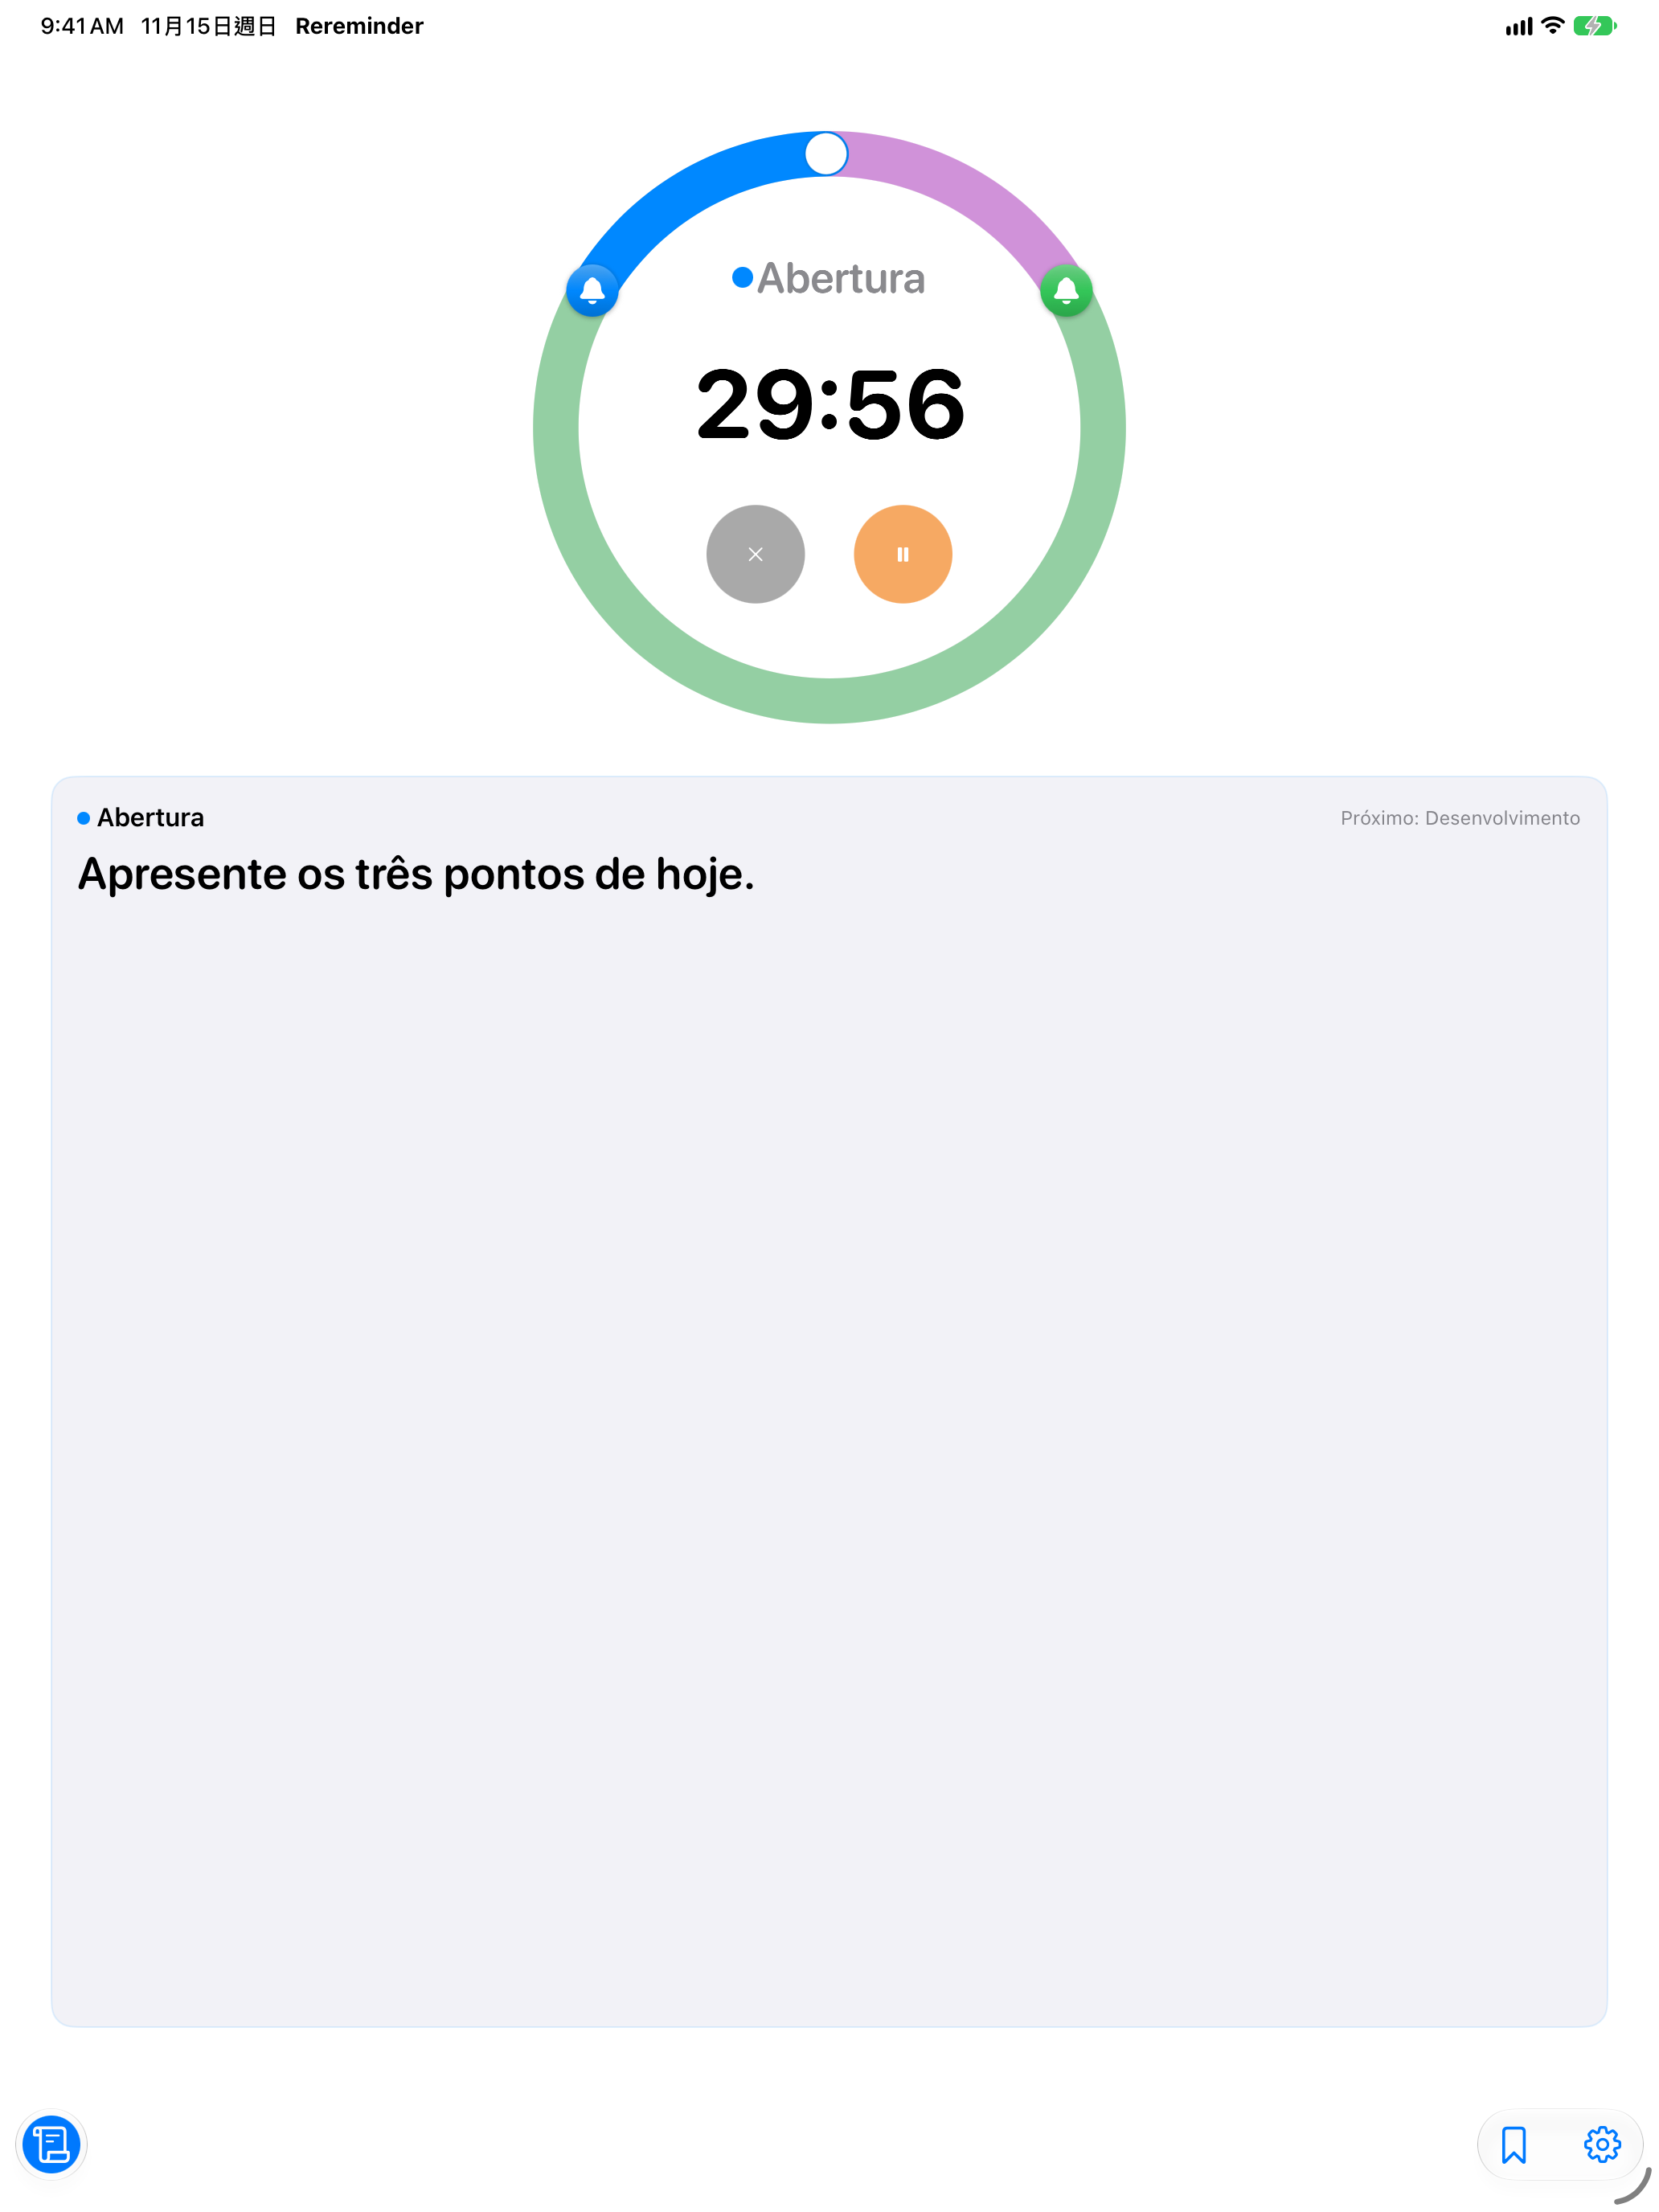 9:41 AM 11月15日週日 Rereminder
Abertura
29:56
Abertura
Próximo: Desenvolvimento
Apresente os três pontos de hoje.